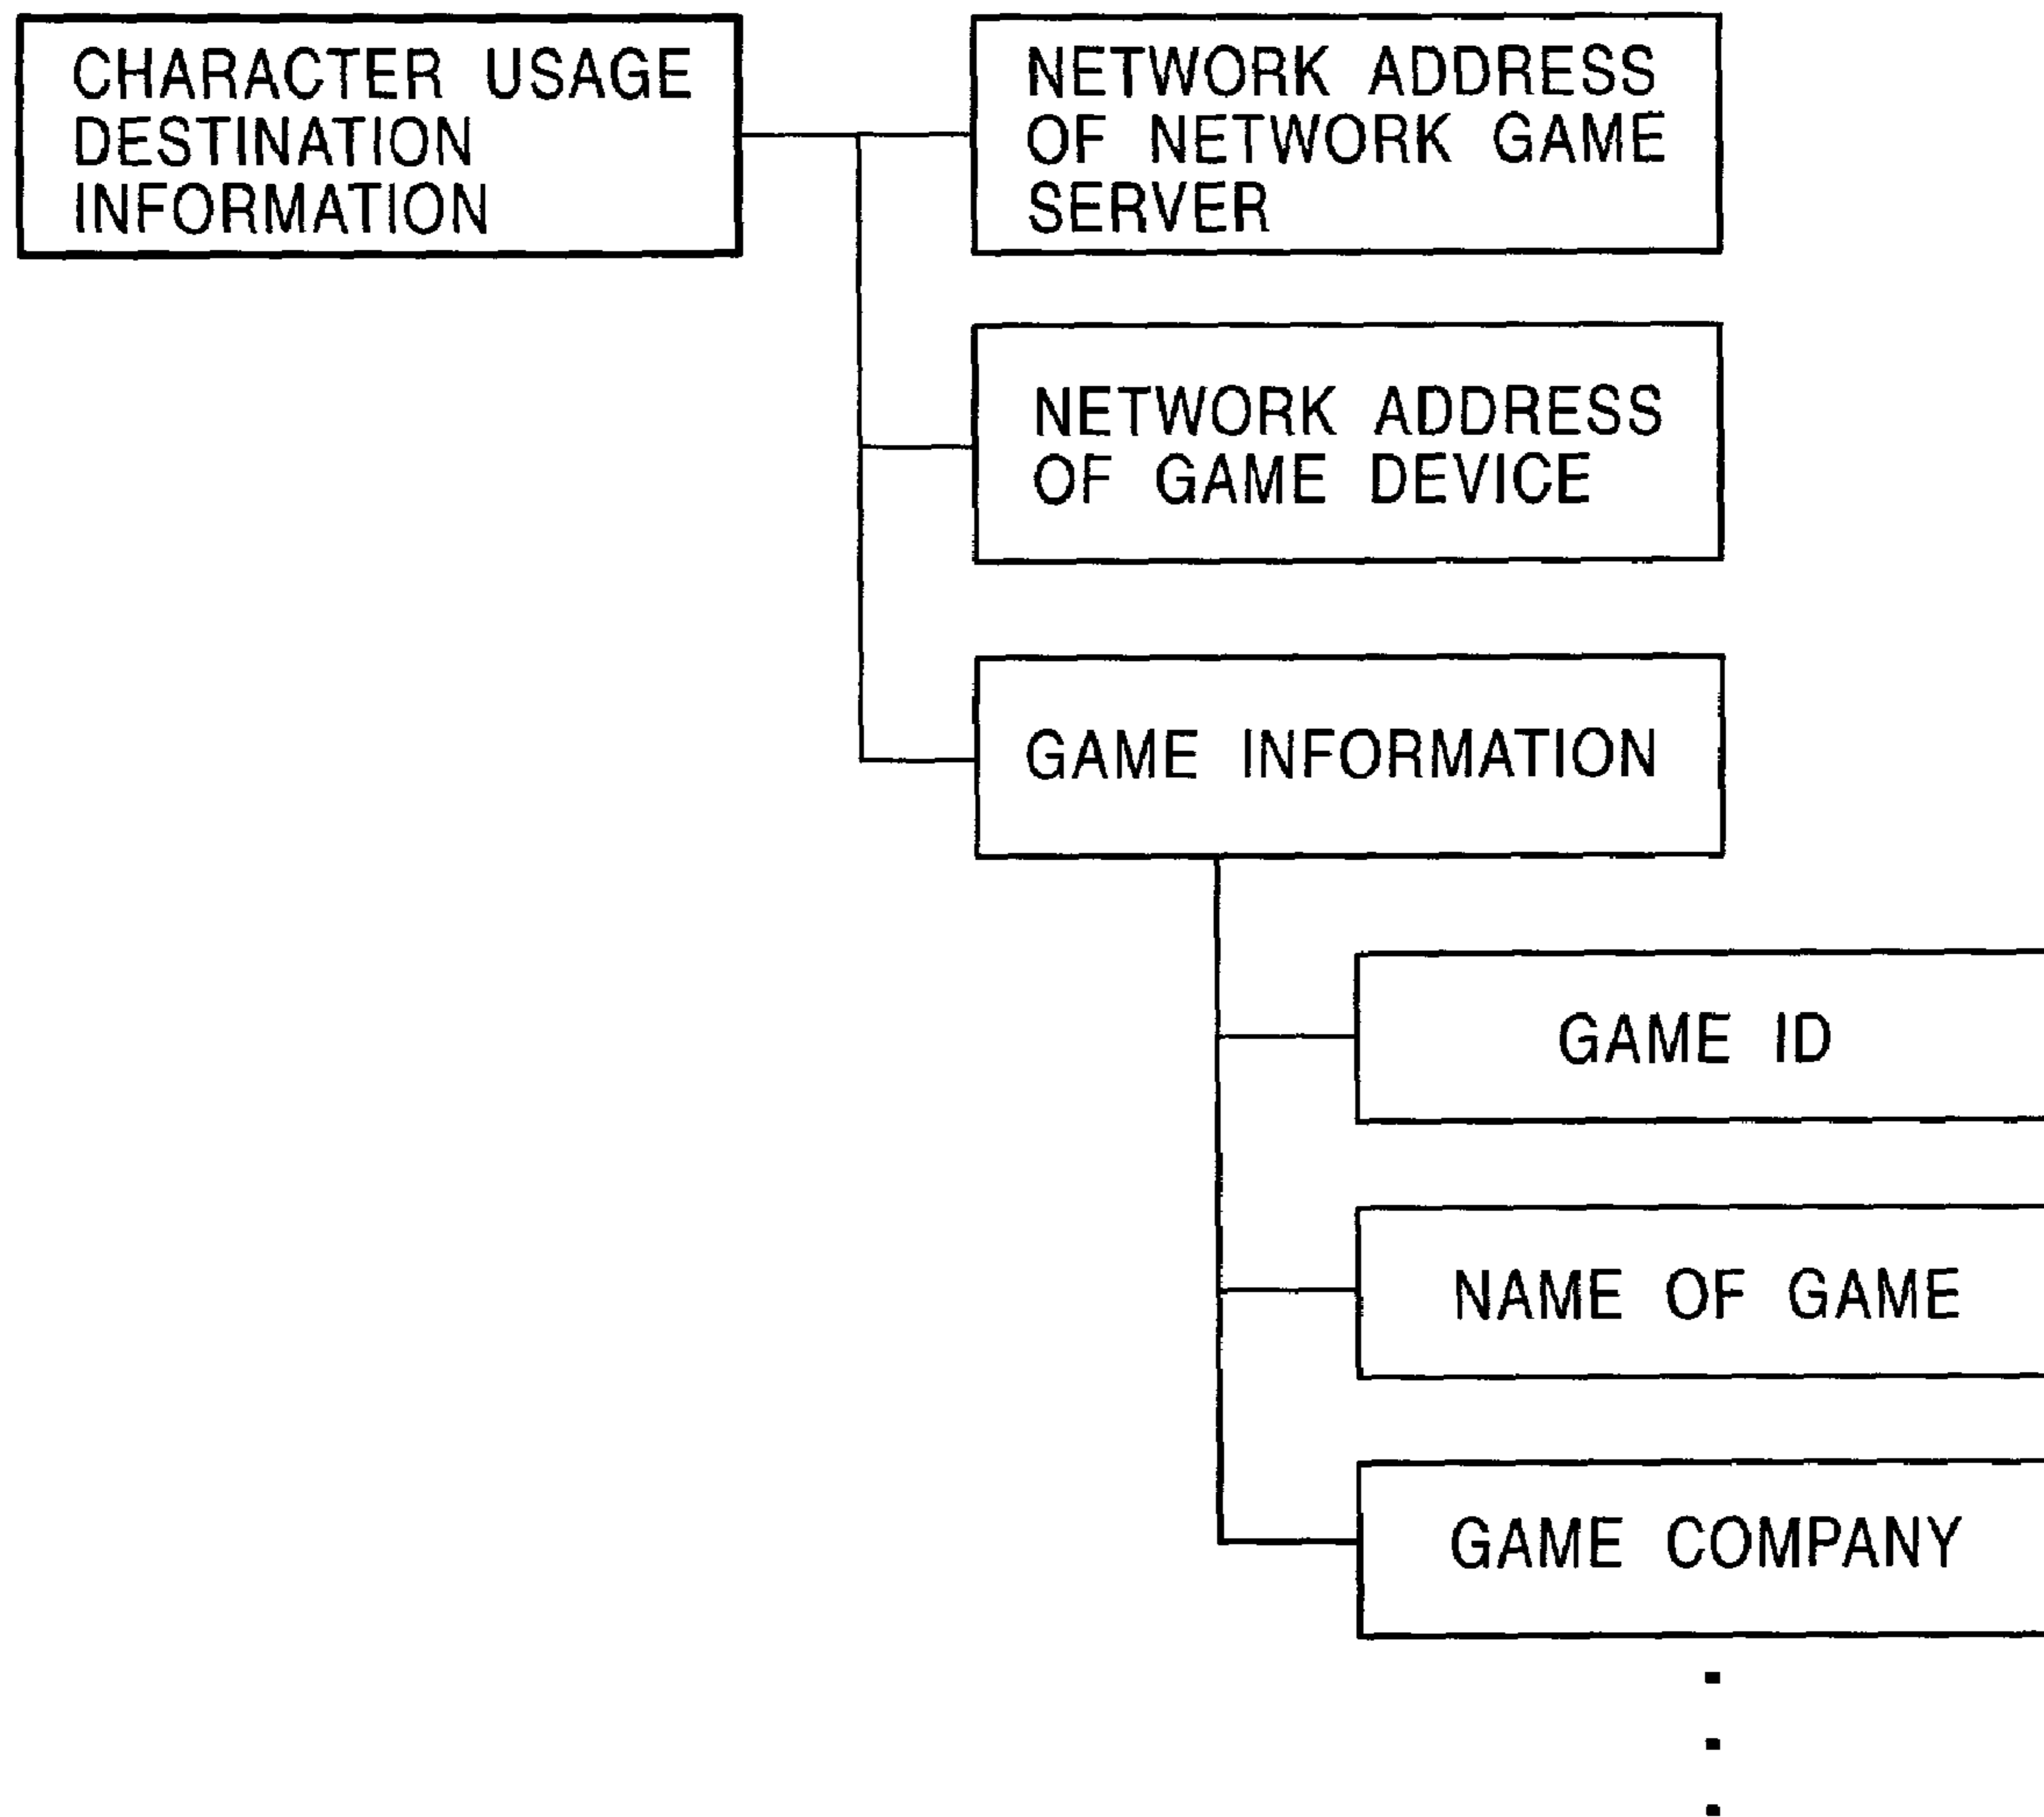 CHARACTER USAGE
DESTINATION
INFORMATION
NETWORK ADDRESS
OF NETWORK GAME
SERVER
NETWORK ADDRESS
OF GAME DEVICE
GAME INFORMATION
GAME ID
NAME OF GAME
GAME COMPANY